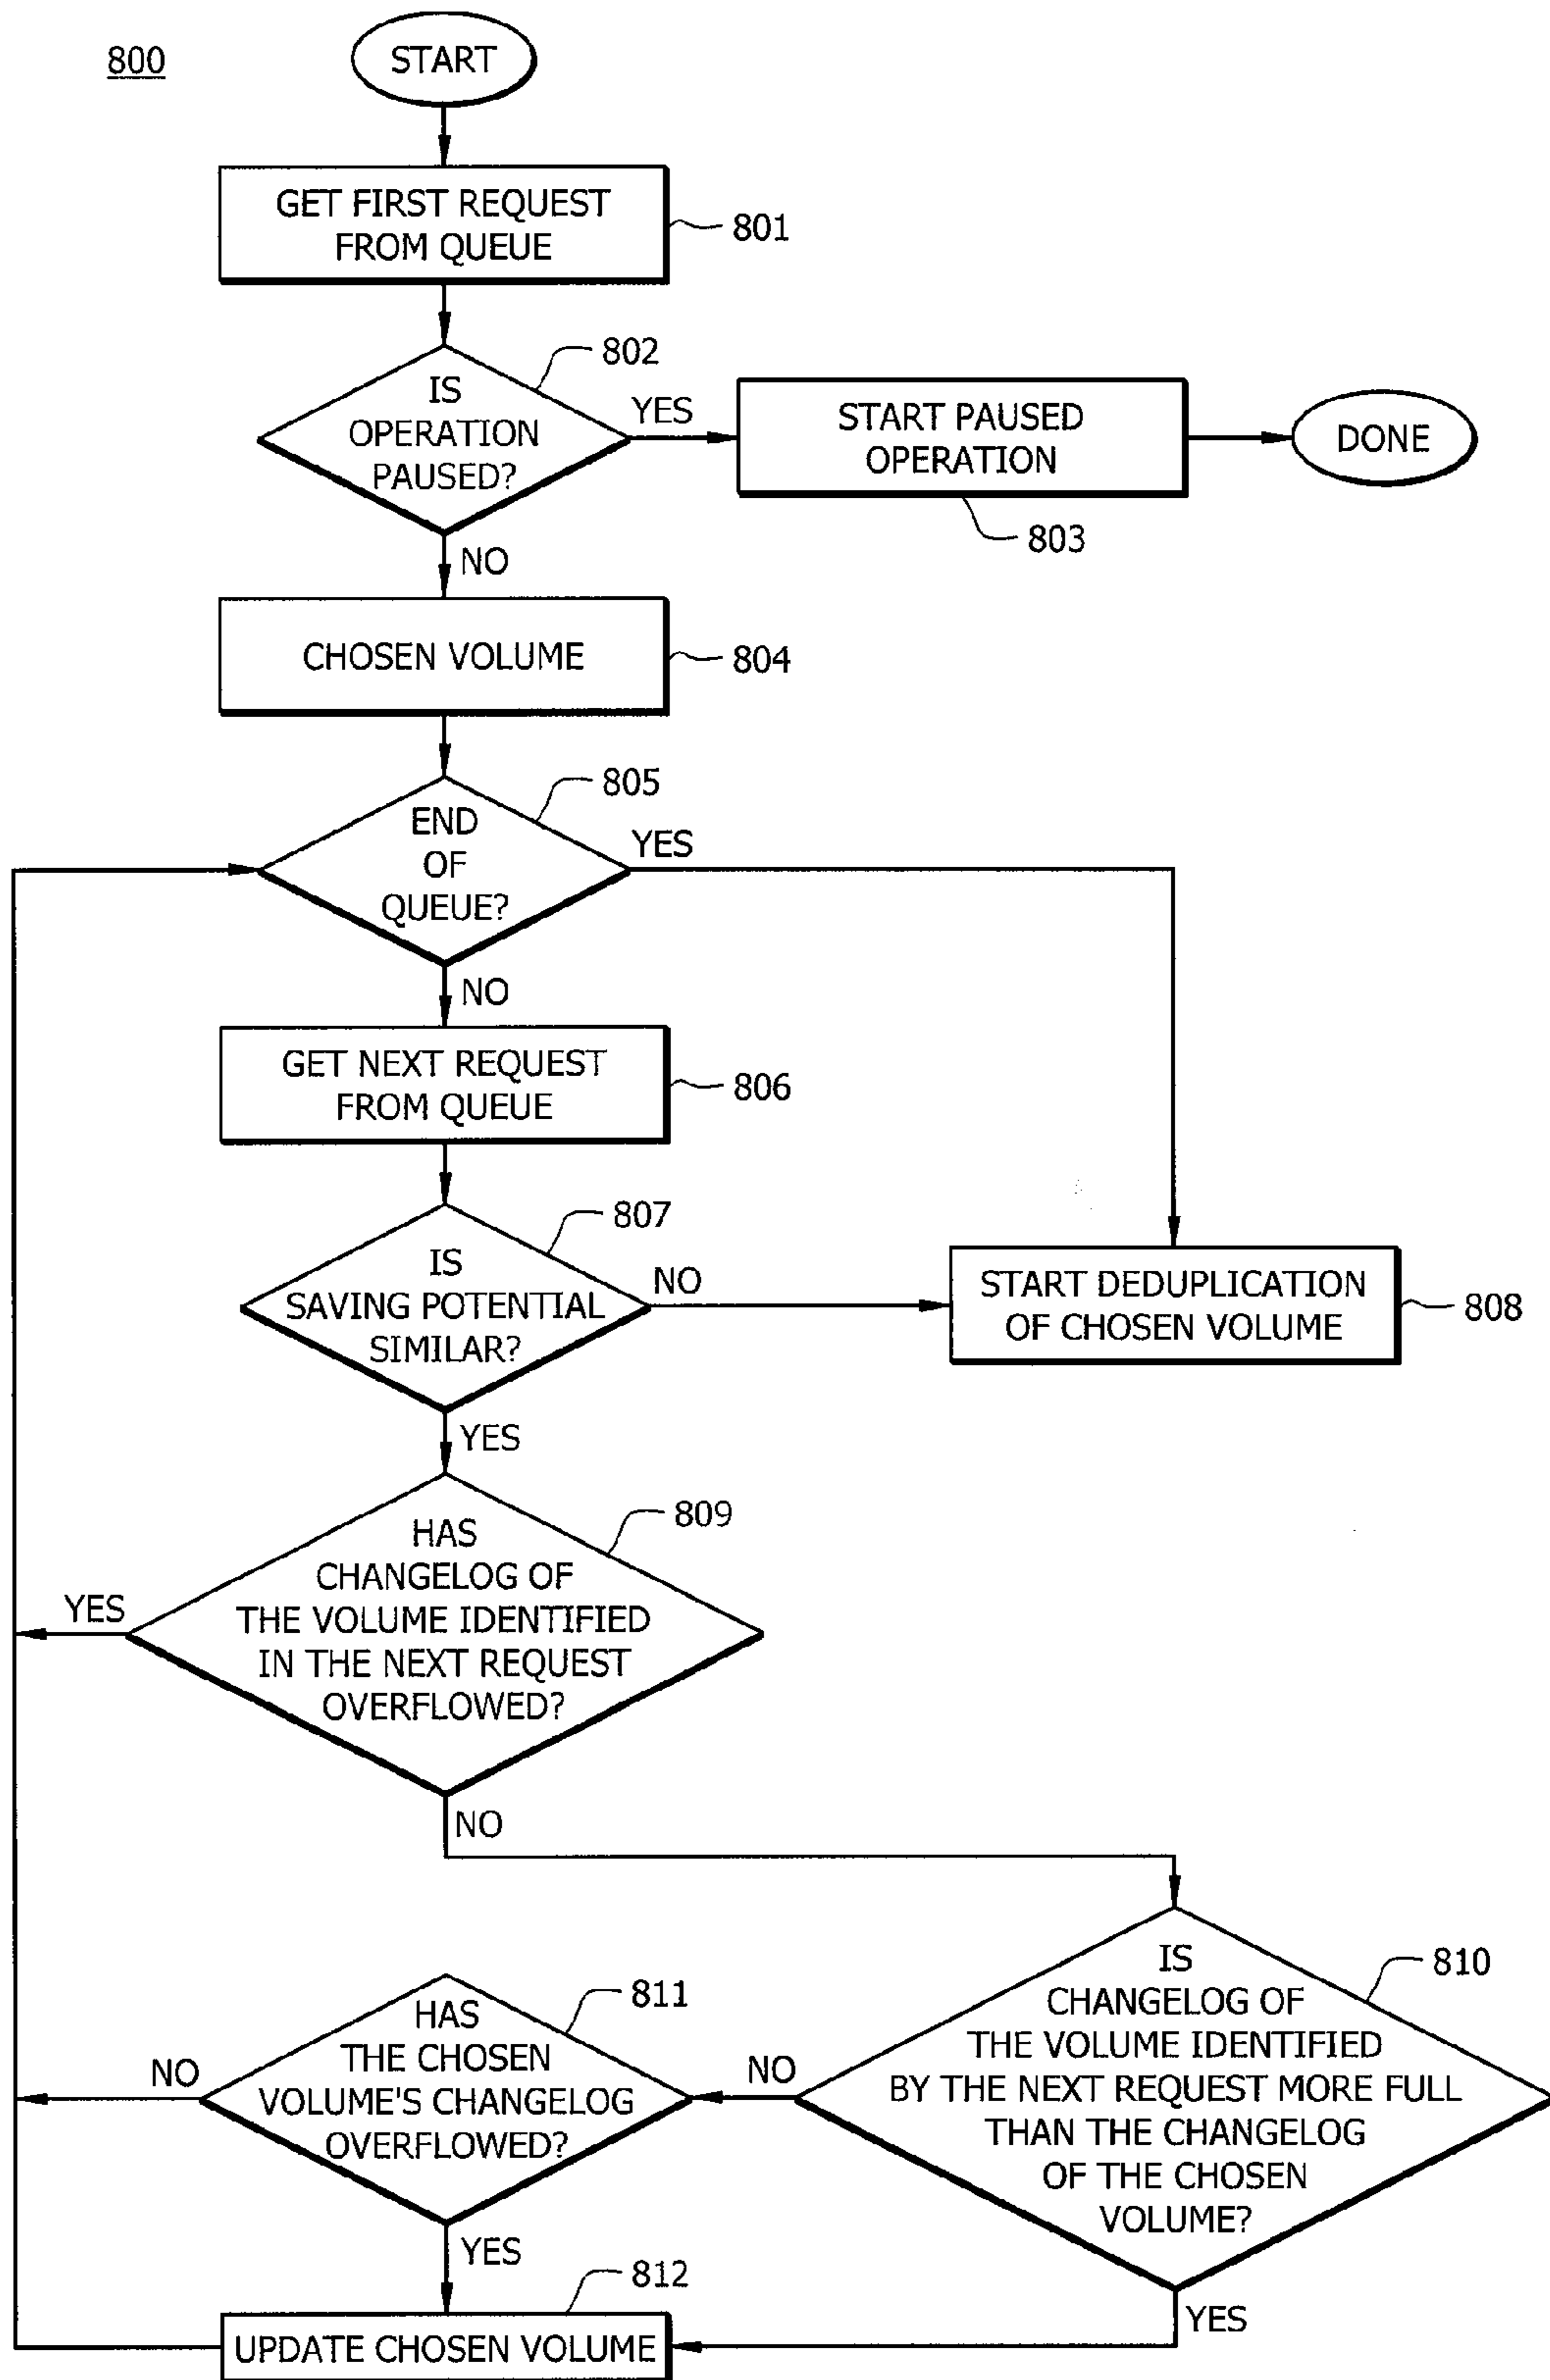 800
START
GET FIRST REQUEST
FROM QUEUE
801
IS
OPERATION
PAUSED?
802
YES
START PAUSED
OPERATION
803
DONE
NO
CHOSEN VOLUME
804
END
OF
QUEUE?
805
YES
NO
GET NEXT REQUEST
FROM QUEUE
806
IS
SAVING POTENTIAL
SIMILAR?
807
NO
START DEDUPLICATION
OF CHOSEN VOLUME
808
YES
HAS
CHANGELOG OF
THE VOLUME IDENTIFIED
IN THE NEXT REQUEST
OVERFLOWED?
809
YES
NO
IS
CHANGELOG OF
THE VOLUME IDENTIFIED
BY THE NEXT REQUEST MORE FULL
THAN THE CHANGELOG
OF THE CHOSEN
VOLUME?
810
NO
HAS
THE CHOSEN
VOLUME'S CHANGELOG
OVERFLOWED?
811
NO
YES
YES
UPDATE CHOSEN VOLUME
812